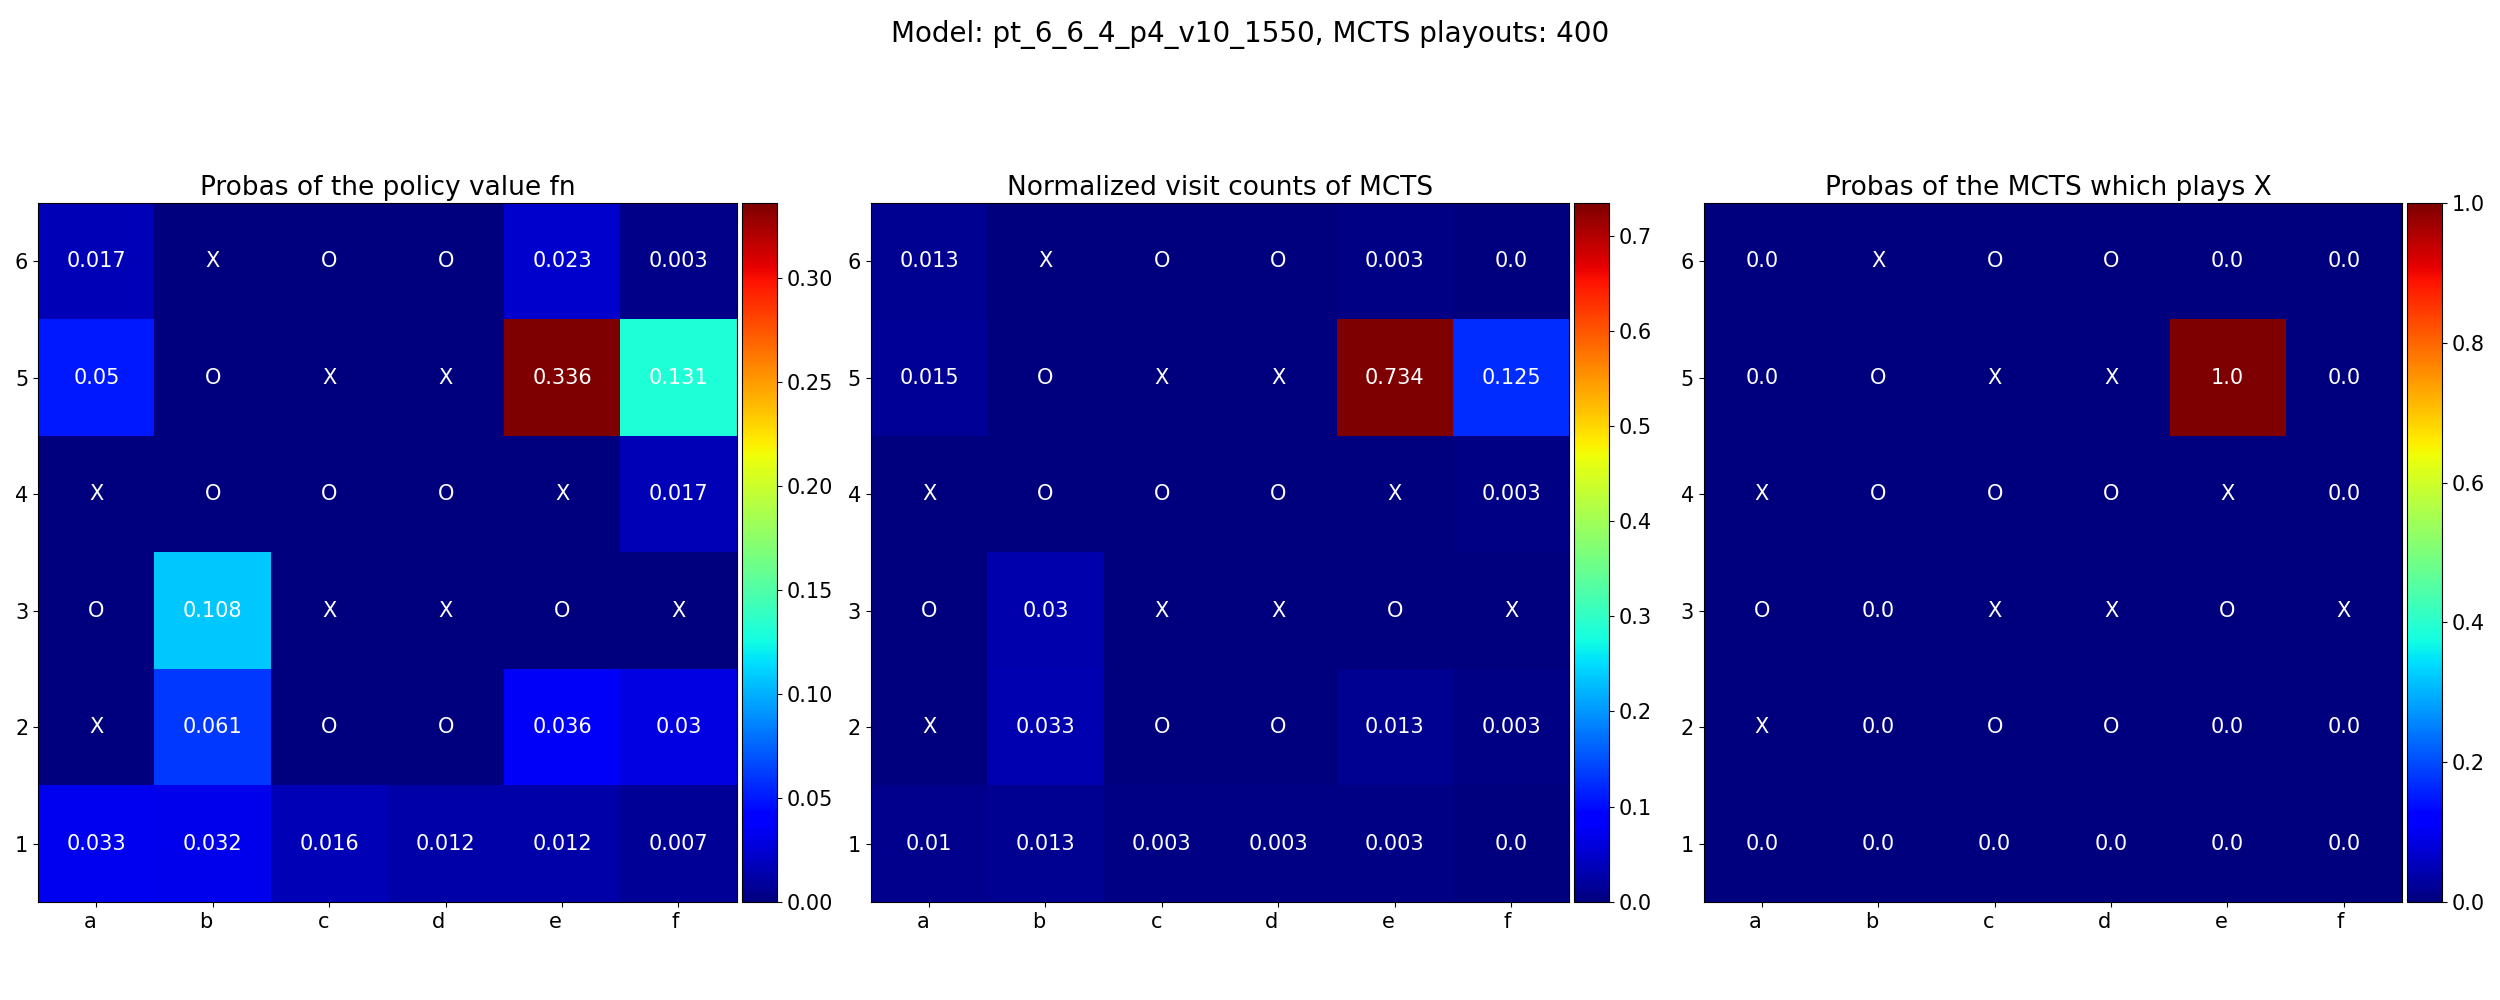 Model: pt_6_6_4_p4_v10_1550, MCTS playouts: 400
Probas of the policy value fn
6 0.017 X O O 0.023 0.003
5 0.05 O X X 0.336 0.131
4 X O O O X 0.017
3 O 0.108 X X O X
2 X 0.061 O O 0.036 0.03
1 0.033 0.032 0.016 0.012 0.012 0.007
a b c d e f
0.30
0.25
0.20
0.15
0.10
0.05
0.00
Normalized visit counts of MCTS
6 0.013 X O O 0.003 0.0
5 0.015 O X X 0.734 0.125
4 X O O O X 0.003
3 O 0.03 X X O X
2 X 0.033 O O 0.013 0.003
1 0.01 0.013 0.003 0.003 0.003 0.0
a b c d e f
0.7
0.6
0.5
0.4
0.3
0.2
0.1
0.0
Probas of the MCTS which plays X
6 0.0 X O O 0.0 0.0
5 0.0 O X X 1.0 0.0
4 X O O O X 0.0
3 O 0.0 X X O X
2 X 0.0 O O 0.0 0.0
1 0.0 0.0 0.0 0.0 0.0 0.0
a b c d e f
1.0
0.8
0.6
0.4
0.2
0.0